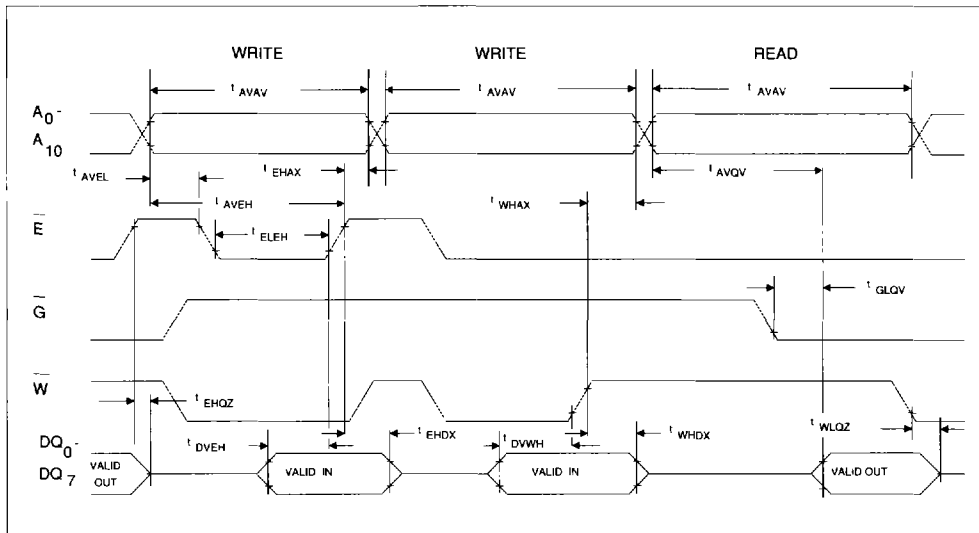 WRITE WRITE READ
t AVAV t AVAV t AVAV
A0-
A10
t AVEL t EHAX t AVQV
t AVEH t WHAX
E
t ELEH
t GLQV
G
W
t EHQZ
t DVEH t EHDX t DVWH t WHDX t WLQZ
DQ0-
DQ7
VALID OUT VALID IN VALID IN VALID OUT